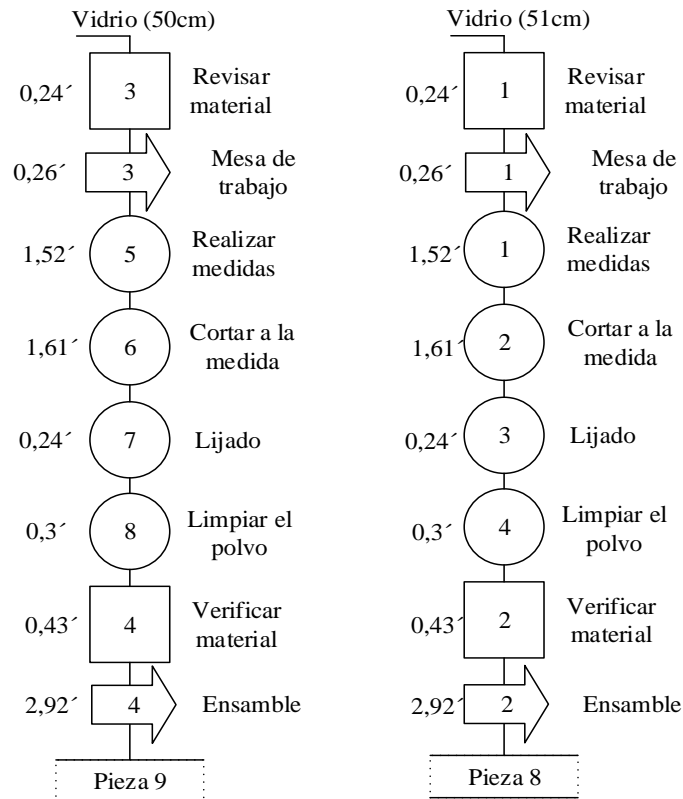 Vidrio (50cm)
0,24´
3
Revisar
material
0,26´
3
Mesa de
trabajo
1,52´
5
Realizar
medidas
1,61´
6
Cortar a la
medida
0,24´
7
Lijado
0,3´
8
Limpiar el
polvo
0,43´
4
Verificar
material
2,92´
4
Ensamble
Pieza 9
Vidrio (51cm)
0,24´
1
Revisar
material
0,26´
1
Mesa de
trabajo
1,52´
1
Realizar
medidas
1,61´
2
Cortar a la
medida
0,24´
3
Lijado
0,3´
4
Limpiar el
polvo
0,43´
2
Verificar
material
2,92´
2
Ensamble
Pieza 8